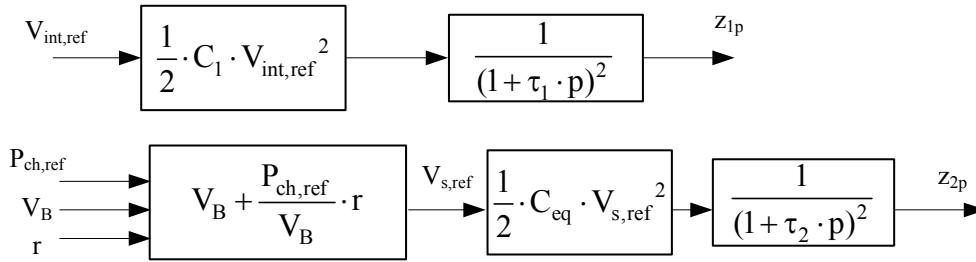 V_int,ref
1/2 · C_1 · V_int,ref^2
1/(1 + τ_1 · p)^2
z_1p
P_ch,ref
V_B
r
V_B + P_ch,ref/V_B · r
V_s,ref
1/2 · C_eq · V_s,ref^2
1/(1 + τ_2 · p)^2
z_2p